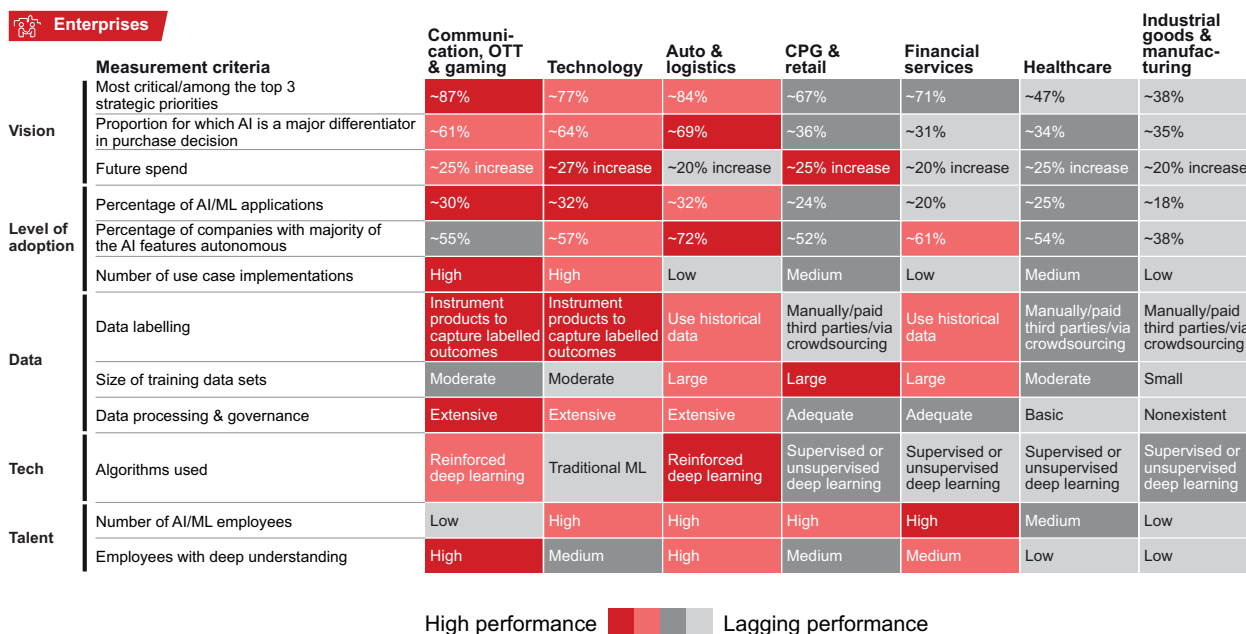 Enterprises
Measurement criteria
Communi-
cation, OTT
& gaming
Technology
Auto &
logistics
CPG &
retail
Financial
services
Healthcare
Industrial
goods &
manufac-
turing
Vision
Most critical/among the top 3
strategic priorities
~87%
~77%
~84%
~67%
~71%
~47%
~38%
Proportion for which AI is a major differentiator
in purchase decision
~61%
~64%
~69%
~36%
~31%
~34%
~35%
Future spend
~25% increase
~27% increase
~20% increase
~25% increase
~20% increase
~25% increase
~20% increase
Level of
adoption
Percentage of AI/ML applications
~30%
~32%
~32%
~24%
~20%
~25%
~18%
Percentage of companies with majority of
the AI features autonomous
~55%
~57%
~72%
~52%
~61%
~54%
~38%
Number of use case implementations
High
High
Low
Medium
Low
Medium
Low
Data
Data labelling
Instrument
products to
capture labelled
outcomes
Instrument
products to
capture labelled
outcomes
Use historical
data
Manually/paid
third parties/via
crowdsourcing
Use historical
data
Manually/paid
third parties/via
crowdsourcing
Manually/paid
third parties/via
crowdsourcing
Size of training data sets
Moderate
Moderate
Large
Large
Large
Moderate
Small
Data processing & governance
Extensive
Extensive
Extensive
Adequate
Adequate
Basic
Nonexistent
Tech
Algorithms used
Reinforced
deep learning
Traditional ML
Reinforced
deep learning
Supervised or
unsupervised
deep learning
Supervised or
unsupervised
deep learning
Supervised or
unsupervised
deep learning
Supervised or
unsupervised
deep learning
Talent
Number of AI/ML employees
Low
High
High
High
High
Medium
Low
Employees with deep understanding
High
Medium
High
Medium
Medium
Low
Low
High performance
Lagging performance